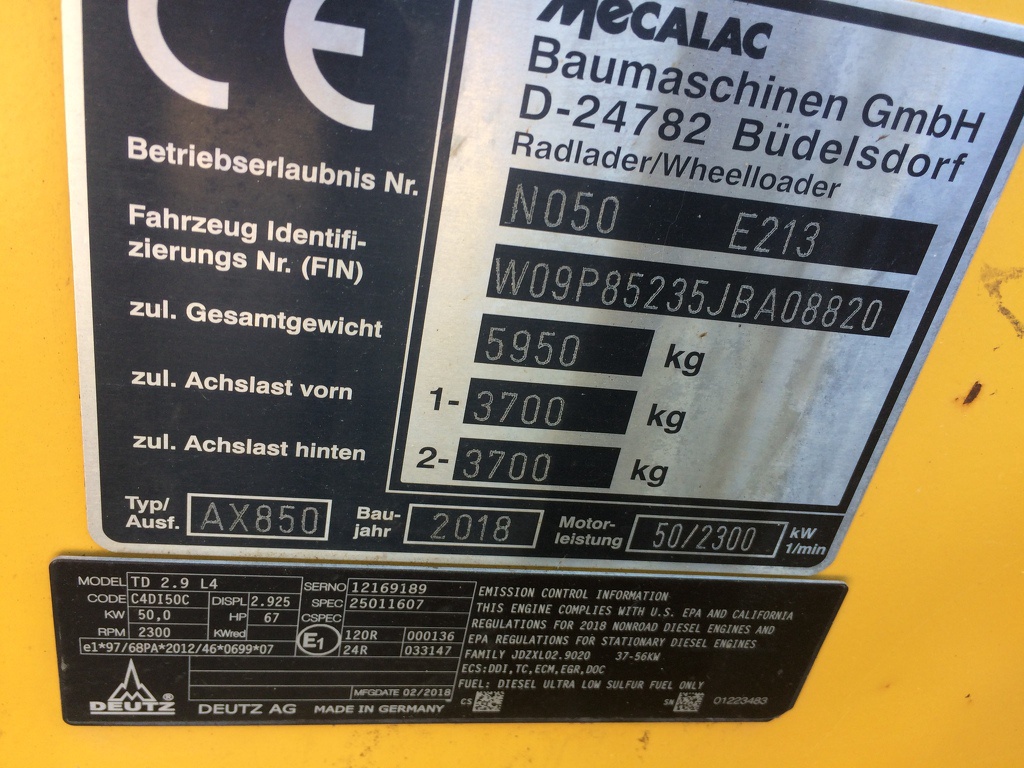 CE
MECALAC
Baumaschinen GmbH
D-24782 Büdelsdorf
Radlader/Wheelloader
Betriebserlaubnis Nr.
N050 E213
Fahrzeug Identifi-
zierungs Nr. (FIN)
W09P85235JBA08820
zul. Gesamtgewicht
5950 kg
zul. Achslast vorn
1- 3700 kg
zul. Achslast hinten
2- 3700 kg
Typ/
Ausf. AX850
Bau-
jahr 2018
Motor-
leistung 50/2300 kW
1/min
MODEL TD 2.9 L4
CODE C4DI50C DISPL 2.925
KW 50,0 HP 67
RPM 2300 KWred
e1*97/68PA*2012/46*0699*07
SERNO 12169189
SPEC 25011607
CSPEC
E1 120R 000136
24R 033147
MFGDATE 02/2018
EMISSION CONTROL INFORMATION
THIS ENGINE COMPLIES WITH U.S. EPA AND CALIFORNIA
REGULATIONS FOR 2018 NONROAD DIESEL ENGINES AND
EPA REGULATIONS FOR STATIONARY DIESEL ENGINES
FAMILY JDZXL02.9020 37-56KW
ECS:DDI,TC,ECM,EGR,DOC
FUEL: DIESEL ULTRA LOW SULFUR FUEL ONLY
CS SN 01223483
DEUTZ® DEUTZ AG MADE IN GERMANY